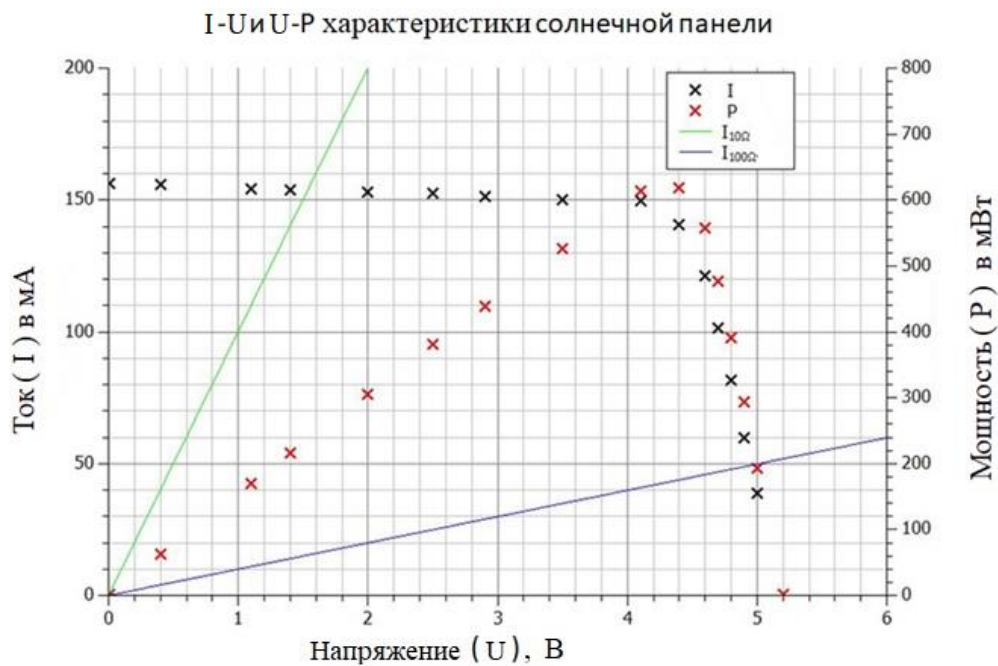 I-U и U-P характеристики солнечной панели
200
150
100
50
0
800
700
600
500
400
300
200
100
0
I
P
I10Ω
I100Ω
Ток ( I ) в мА
Мощность ( P ) в мВт
0 1 2 3 4 5 6
Напряжение ( U ), В